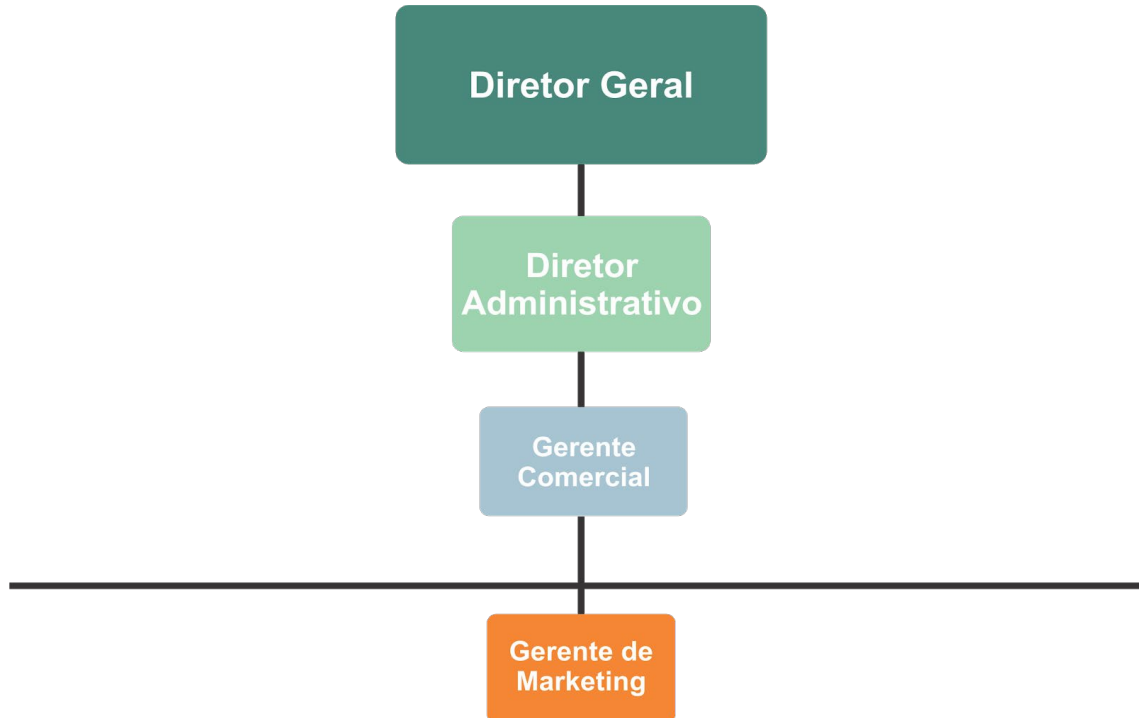 Diretor Geral
Diretor
Administrativo
Gerente
Comercial
Gerente de
Marketing